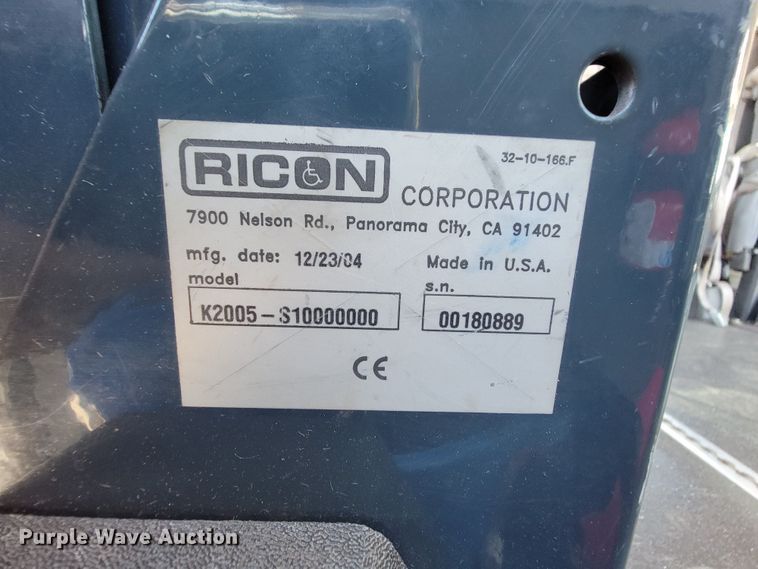 32-10-166.F
RICON CORPORATION
7900 Nelson Rd., Panorama City, CA 91402
mfg. date: 12/23/04 Made in U.S.A.
model s.n.
K2005-S10000000 00180889
CE
Purple Wave Auction